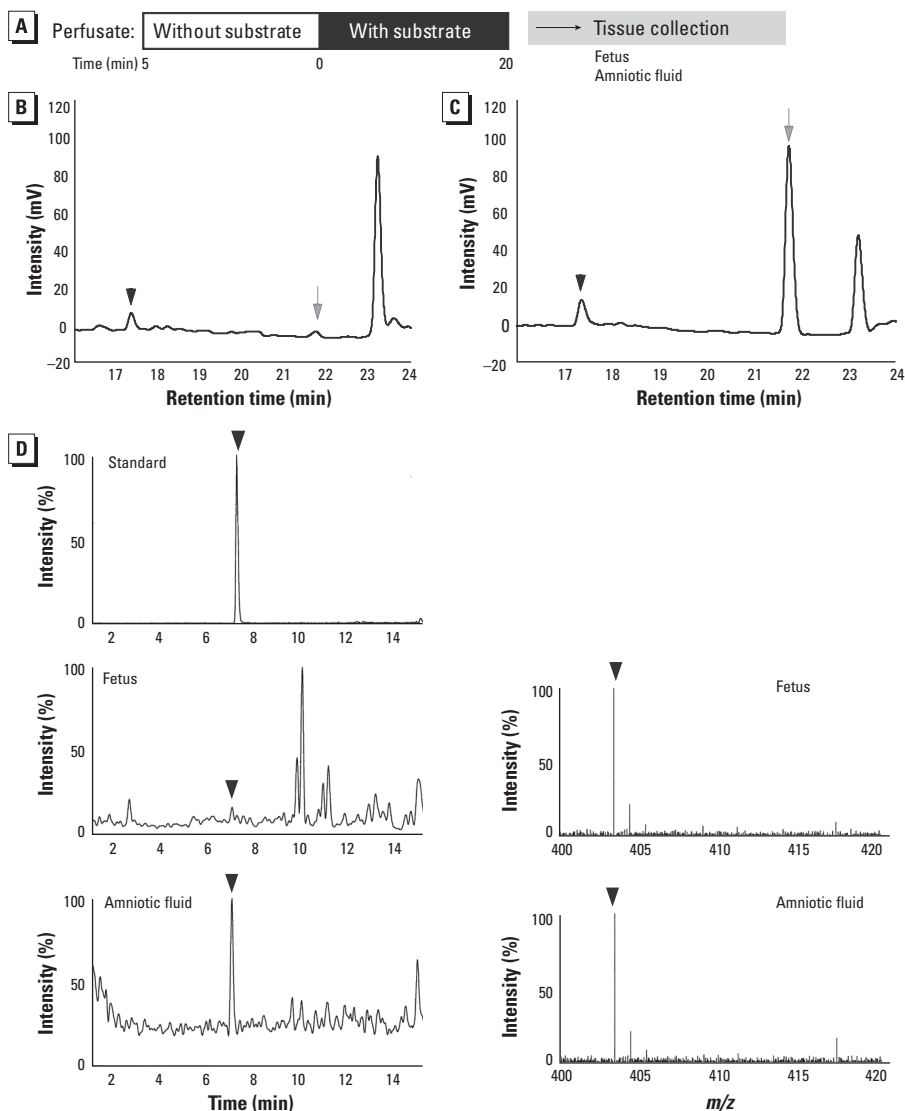 A Perfusate: Without substrate With substrate Tissue collection
Time (min) 5 0 20 Fetus
Amniotic fluid
B
120
100
80
60
40
20
0
–20
Intensity (mV)
17 18 19 20 21 22 23 24
Retention time (min)
C
120
100
80
60
40
20
0
–20
Intensity (mV)
17 18 19 20 21 22 23 24
Retention time (min)
D
Standard
100
50
0
Intensity (%)
2 4 6 8 10 12 14
Fetus
100
50
0
Intensity (%)
2 4 6 8 10 12 14
Fetus
100
50
0
Intensity (%)
400 405 410 415 420
Amniotic fluid
100
50
0
Intensity (%)
2 4 6 8 10 12 14
Time (min)
Amniotic fluid
100
50
0
Intensity (%)
400 405 410 415 420
m/z